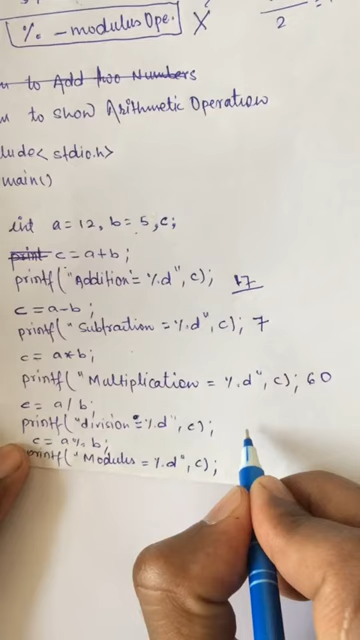 % - modulus Ope. X
2
to Add two Numbers
to show Arithmetic Operation
lude< stdio.h>
main()
int a=12, b=5, c;
print c=a+b;
printf("Addition = %d", c); 17
c=a-b;
printf("Subtraction = %d", c); 7
c=a*b;
printf("Multiplication = %d", c); 60
c= a/b;
printf("division = %d", c);
c=a%b;
printf("Modulus = %d", c);